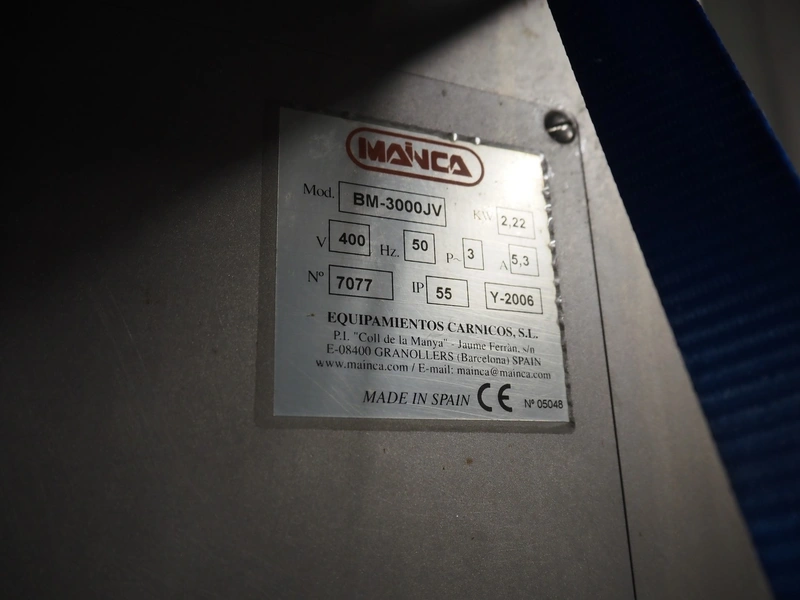 MAINCA
Mod. BM-3000JV KW 2,22
V 400 Hz. 50 P~ 3 A 5,3
Nº 7077 IP 55 Y-2006
EQUIPAMIENTOS CARNICOS, S.L.
P.I. "Coll de la Manya" - Jaume Ferràn, s/n
E-08400 GRANOLLERS (Barcelona) SPAIN
www.mainca.com / E-mail: mainca@mainca.com
MADE IN SPAIN CE Nº 05048